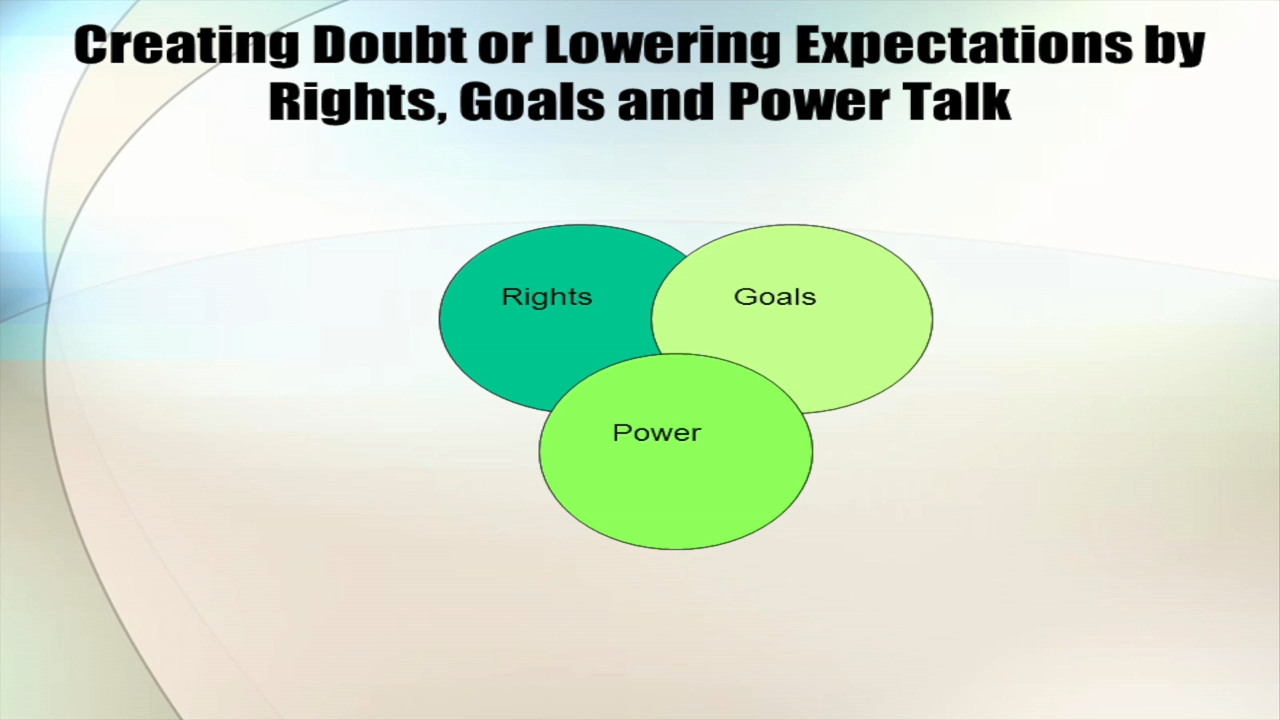 Creating Doubt or Lowering Expectations by
Rights, Goals and Power Talk
Rights
Goals
Power